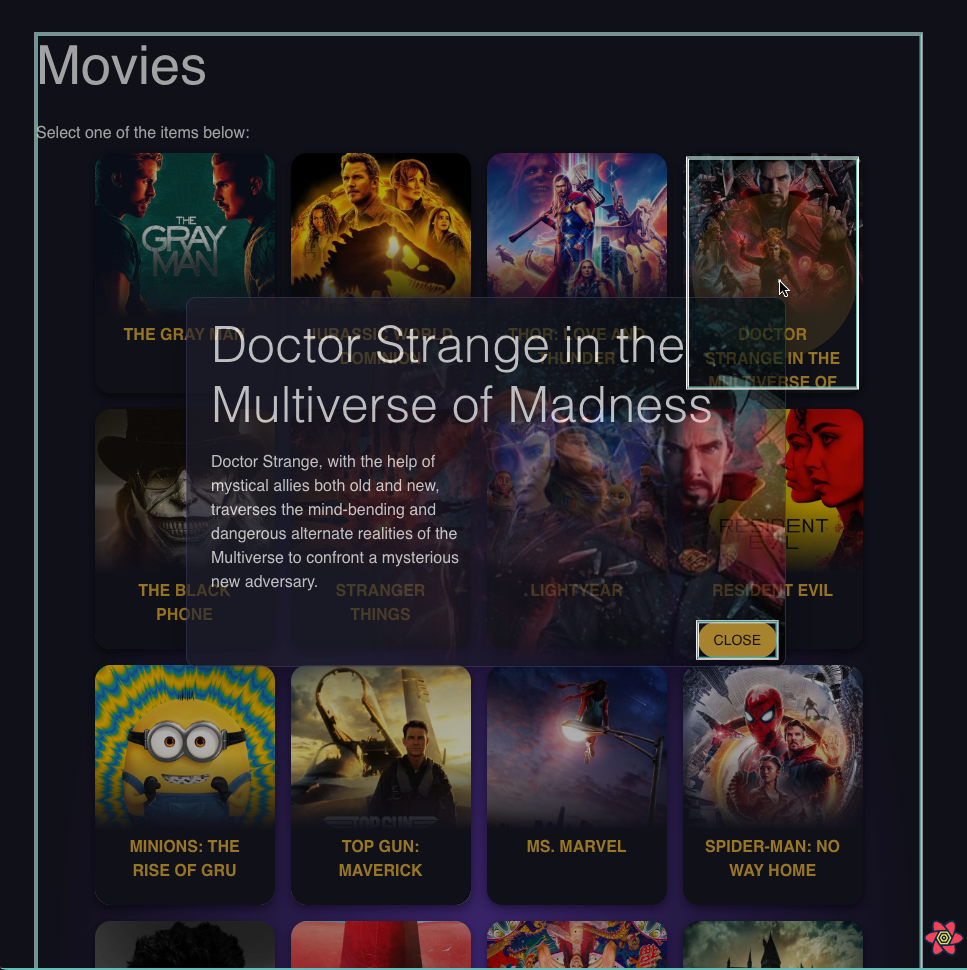 Movies
Select one of the items below:
THE
GRAY
MAN
THE GRAY MAN
JURASSIC WORLD
DOMINION
THOR: LOVE AND
THUNDER
DOCTOR
STRANGE IN THE
MULTIVERSE OF
Doctor Strange in the
Multiverse of Madness
Doctor Strange, with the help of
mystical allies both old and new,
traverses the mind-bending and
dangerous alternate realities of the
Multiverse to confront a mysterious
new adversary.
RESIDENT
EVIL
THE BLACK
PHONE
STRANGER
THINGS
LIGHTYEAR
RESIDENT EVIL
CLOSE
TOP GUN
MINIONS: THE
RISE OF GRU
TOP GUN:
MAVERICK
MS. MARVEL
SPIDER-MAN: NO
WAY HOME